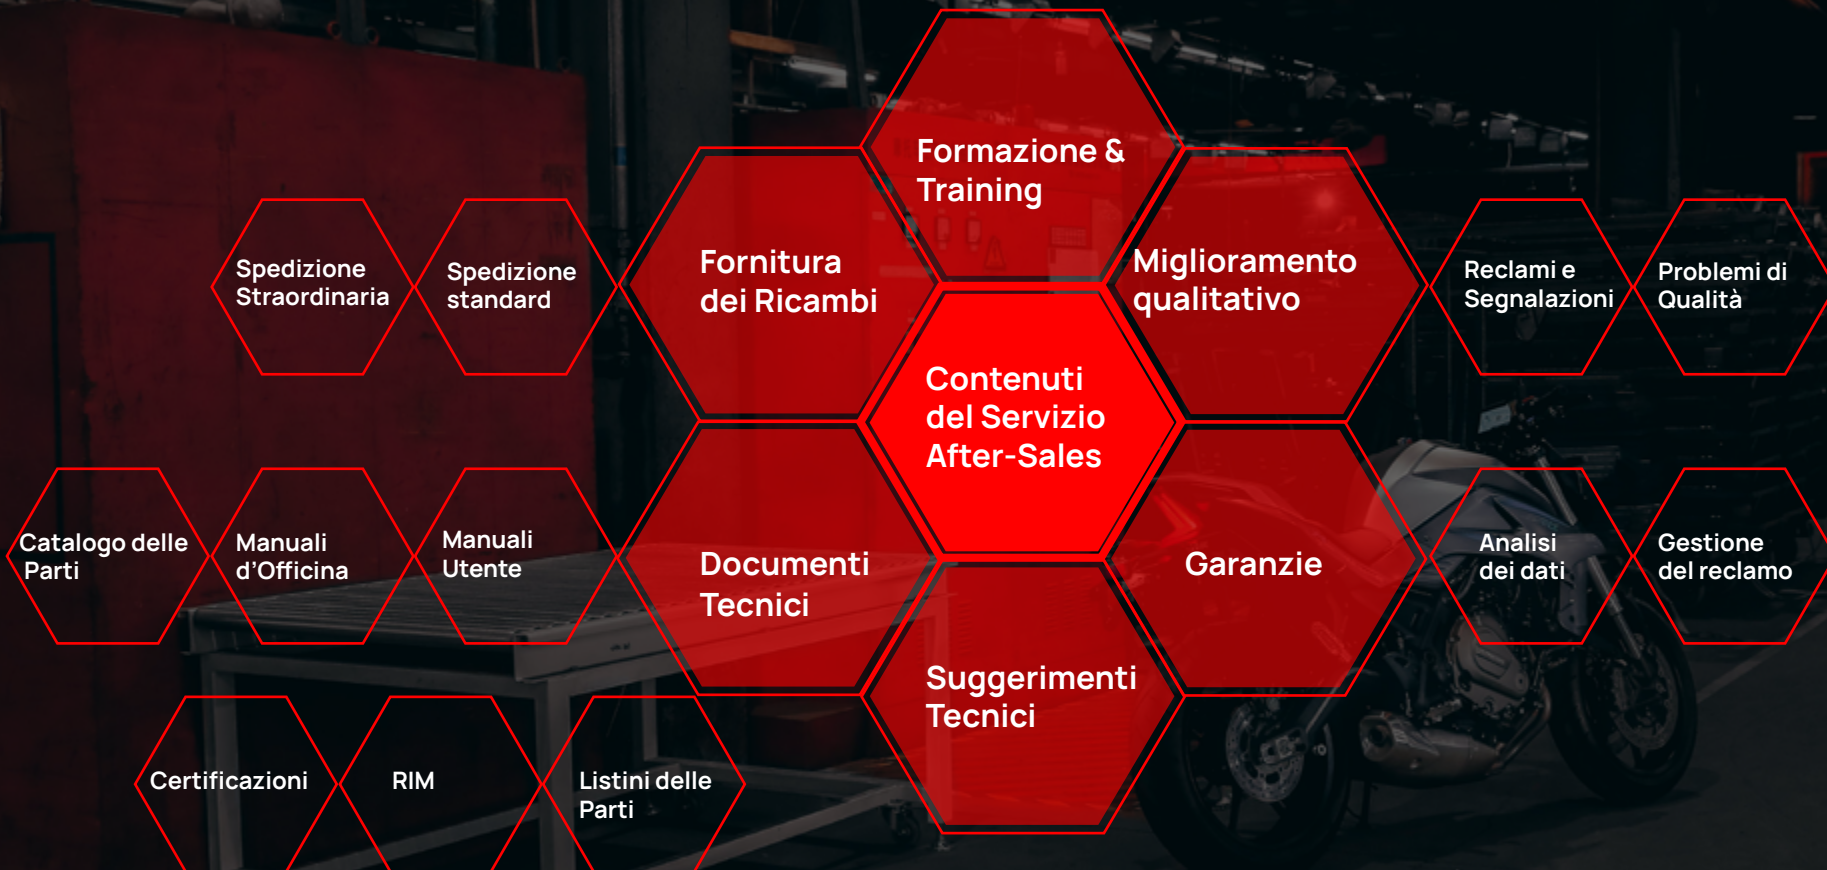 Formazione &
Training
Fornitura
dei Ricambi
Miglioramento
qualitativo
Spedizione
Straordinaria
Spedizione
standard
Reclami e
Segnalazioni
Problemi di
Qualità
Contenuti
del Servizio
After-Sales
Catalogo delle
Parti
Manuali
d’Officina
Manuali
Utente
Documenti
Tecnici
Garanzie
Analisi
dei dati
Gestione
del reclamo
Suggerimenti
Tecnici
Certificazioni
RIM
Listini delle
Parti